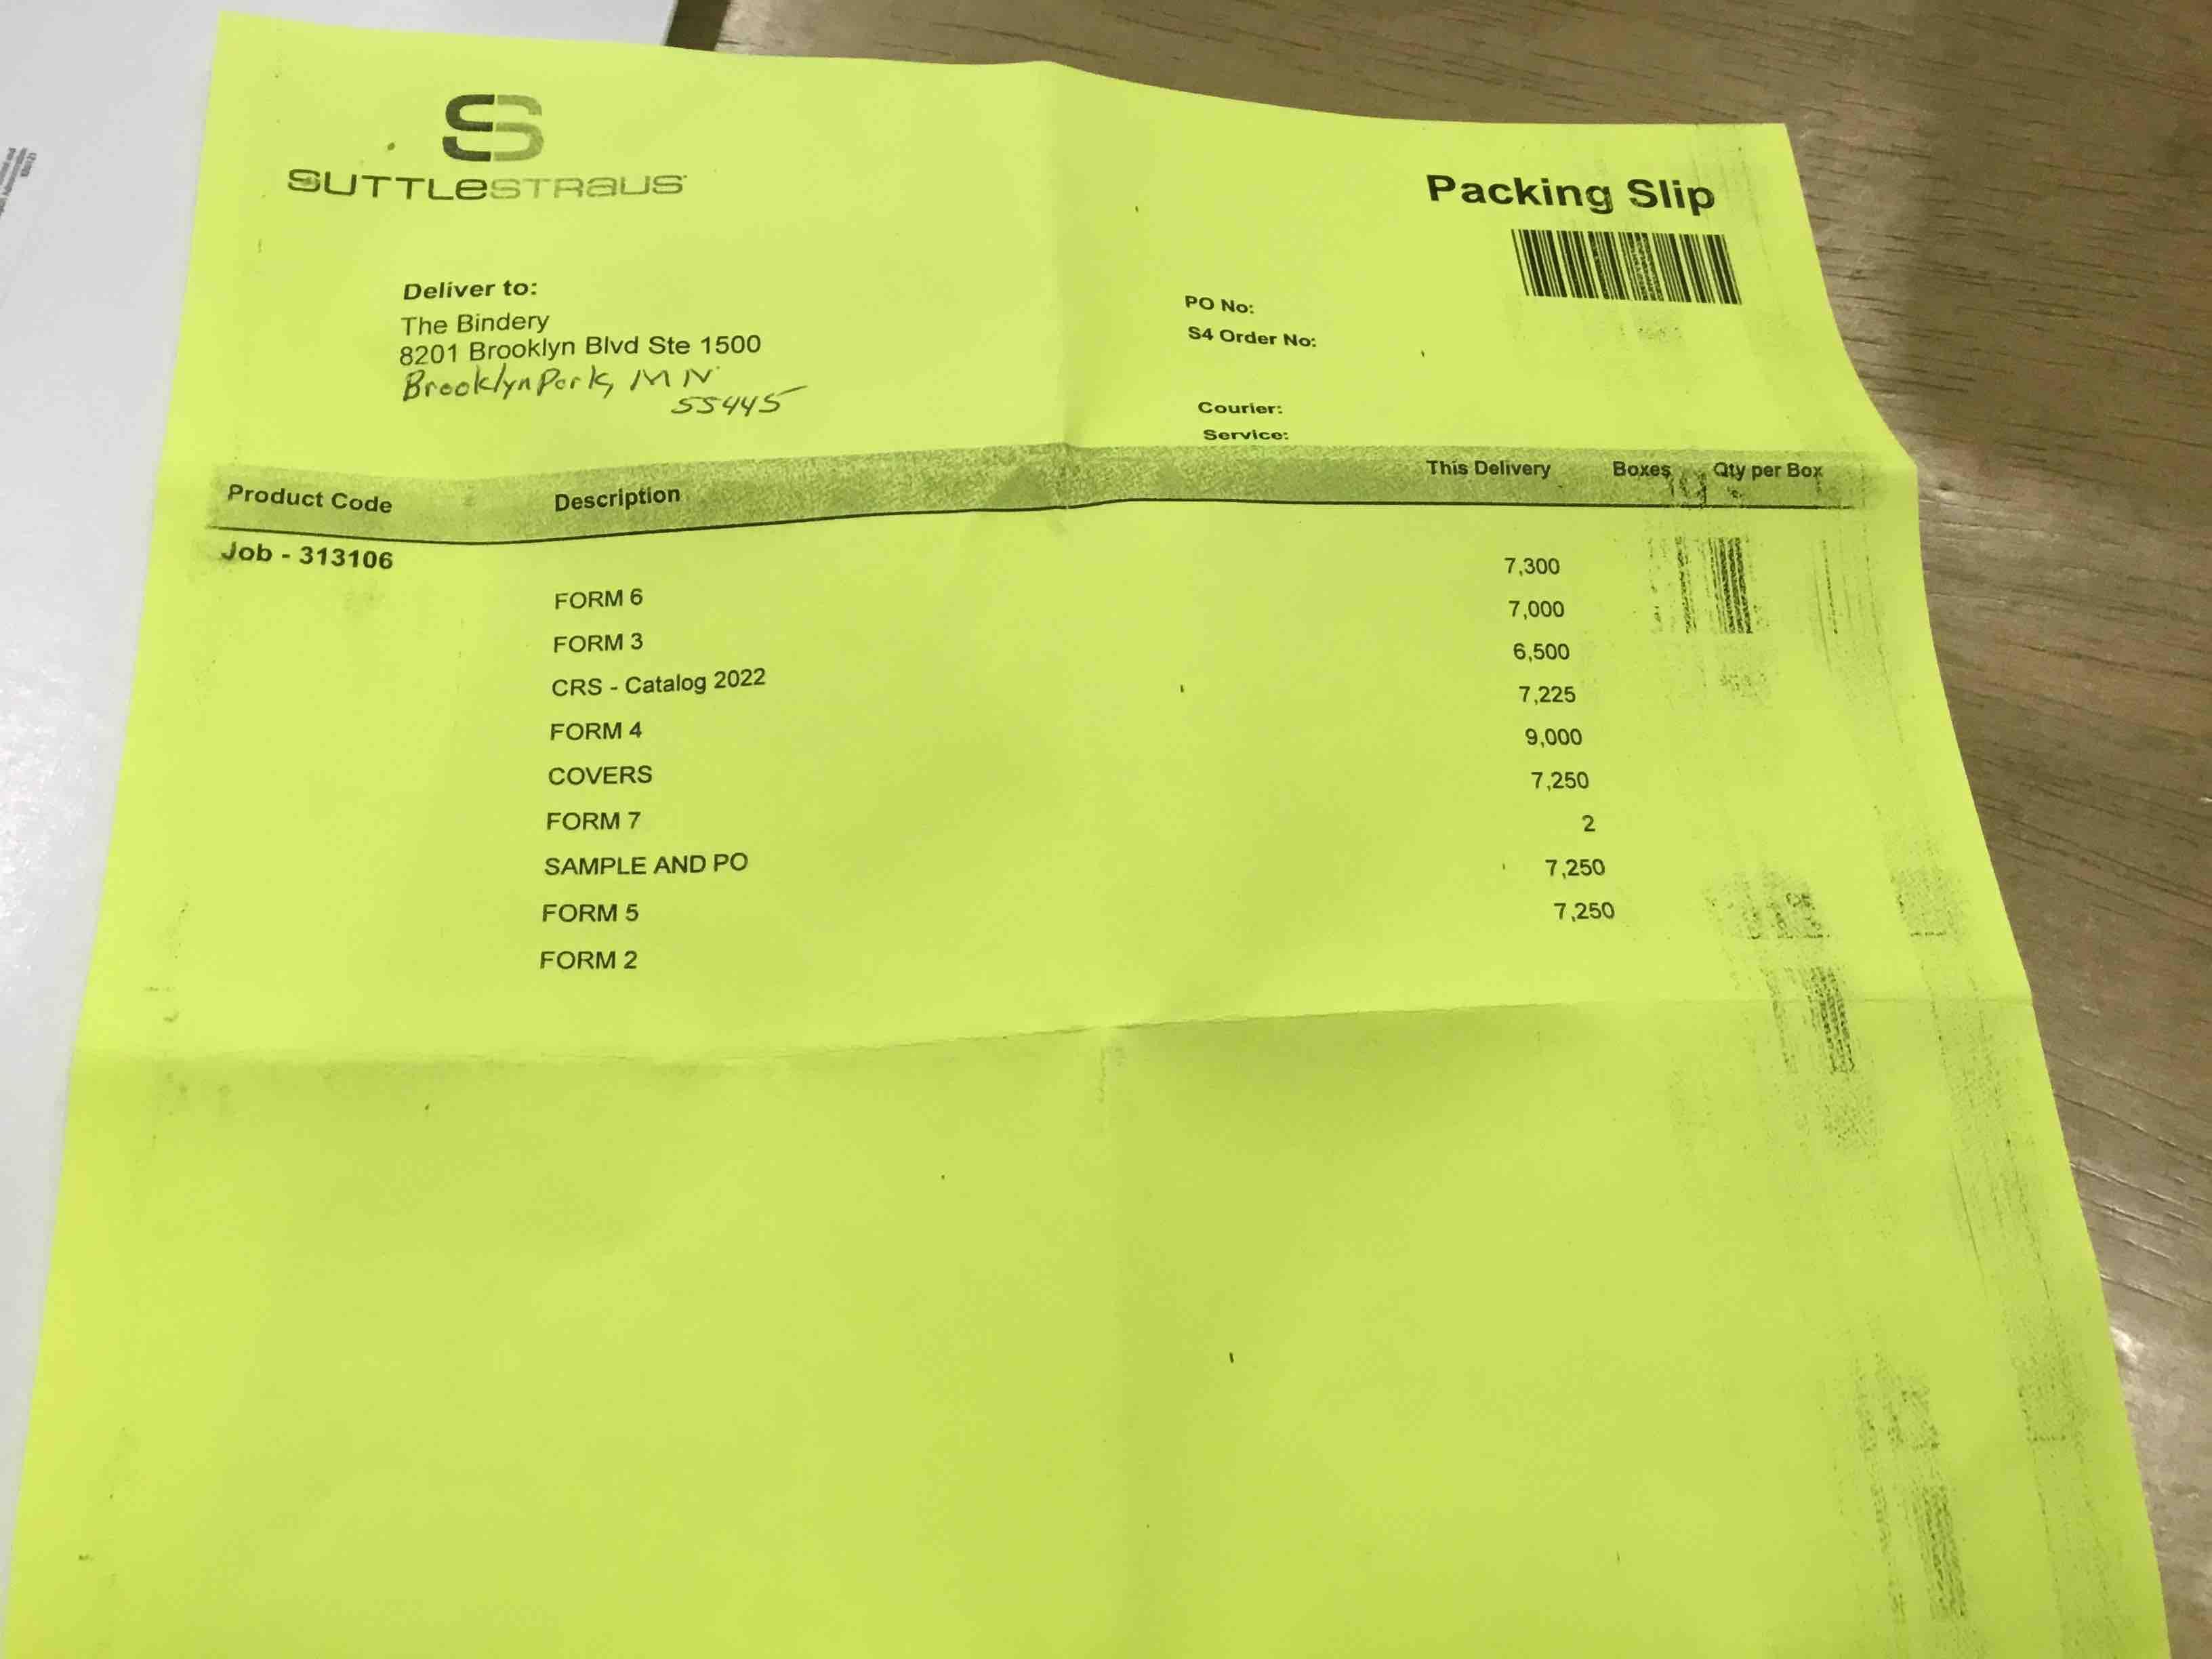 SUTTLESTRAUS
Packing Slip
Deliver to:
The Bindery
8201 Brooklyn Blvd Ste 1500
Brooklyn Park, MN
55445
PO No:
S4 Order No:
Courier:
Service:
Product Code Description This Delivery Boxes Qty per Box
Job - 313106
FORM 6 7,300
FORM 3 7,000
CRS - Catalog 2022 6,500
FORM 4 7,225
COVERS 9,000
FORM 7 7,250
SAMPLE AND PO 2
FORM 5 7,250
FORM 2 7,250